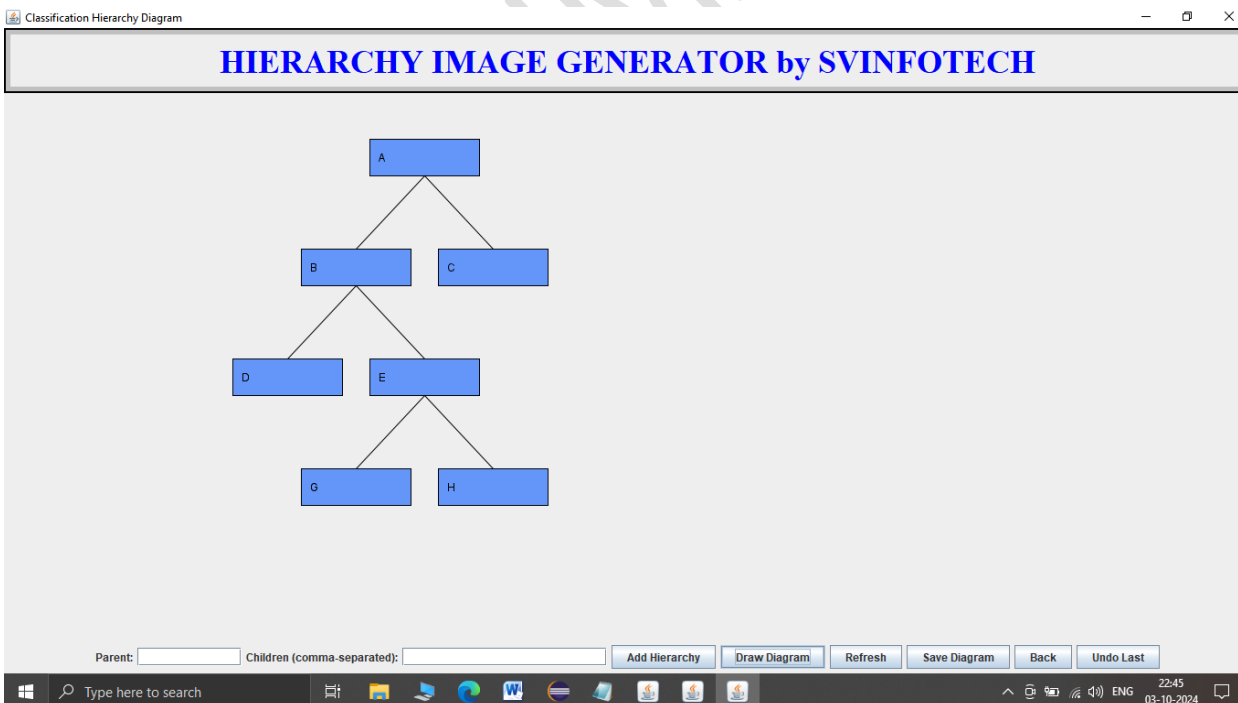 Classification Hierarchy Diagram
HIERARCHY IMAGE GENERATOR by SVINFOTECH
A
B C
D E
G H
Parent: Children (comma-separated): Add Hierarchy Draw Diagram Refresh Save Diagram Back Undo Last
Type here to search ENG 22:45
03-10-2024